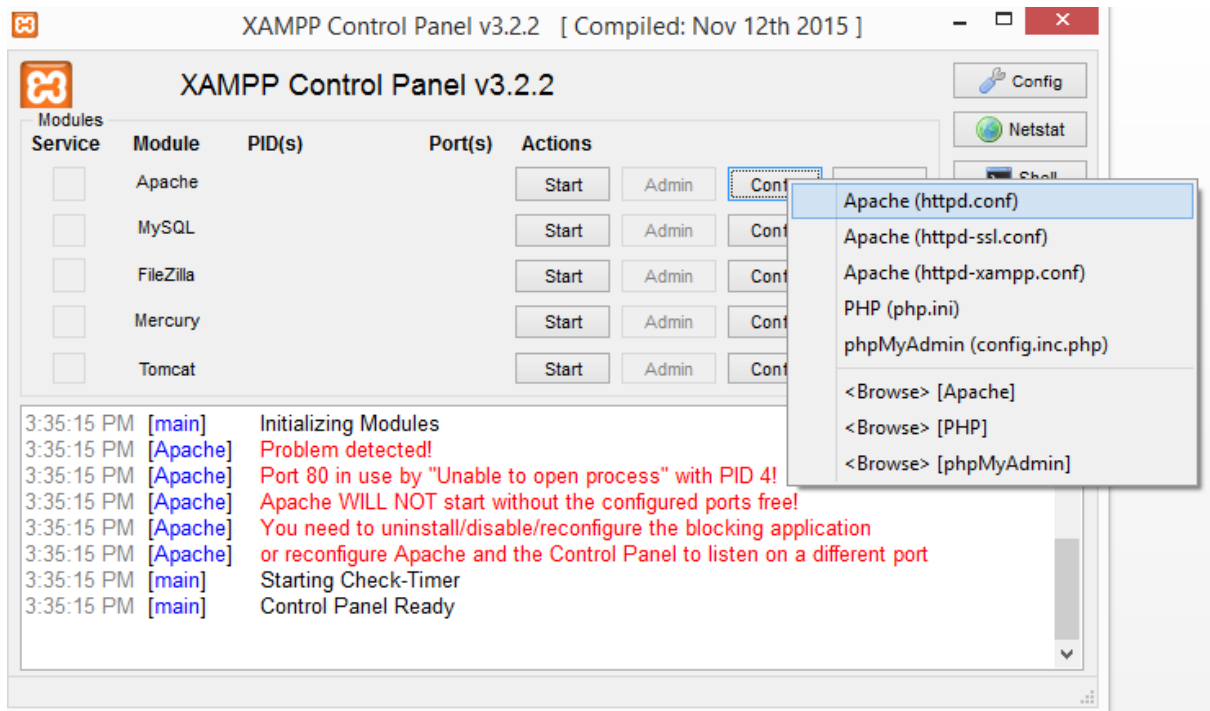 XAMPP Control Panel v3.2.2 [ Compiled: Nov 12th 2015 ]
XAMPP Control Panel v3.2.2
Config
Netstat
Shell
Modules
Service Module PID(s) Port(s) Actions
Apache Start Admin
MySQL Start Admin
FileZilla Start Admin
Mercury Start Admin
Tomcat Start Admin
Apache (httpd.conf)
Apache (httpd-ssl.conf)
Apache (httpd-xampp.conf)
PHP (php.ini)
phpMyAdmin (config.inc.php)
<Browse> [Apache]
<Browse> [PHP]
<Browse> [phpMyAdmin]
3:35:15 PM [main] Initializing Modules
3:35:15 PM [Apache] Problem detected!
3:35:15 PM [Apache] Port 80 in use by "Unable to open process" with PID 4!
3:35:15 PM [Apache] Apache WILL NOT start without the configured ports free!
3:35:15 PM [Apache] You need to uninstall/disable/reconfigure the blocking application
3:35:15 PM [Apache] or reconfigure Apache and the Control Panel to listen on a different port
3:35:15 PM [main] Starting Check-Timer
3:35:15 PM [main] Control Panel Ready